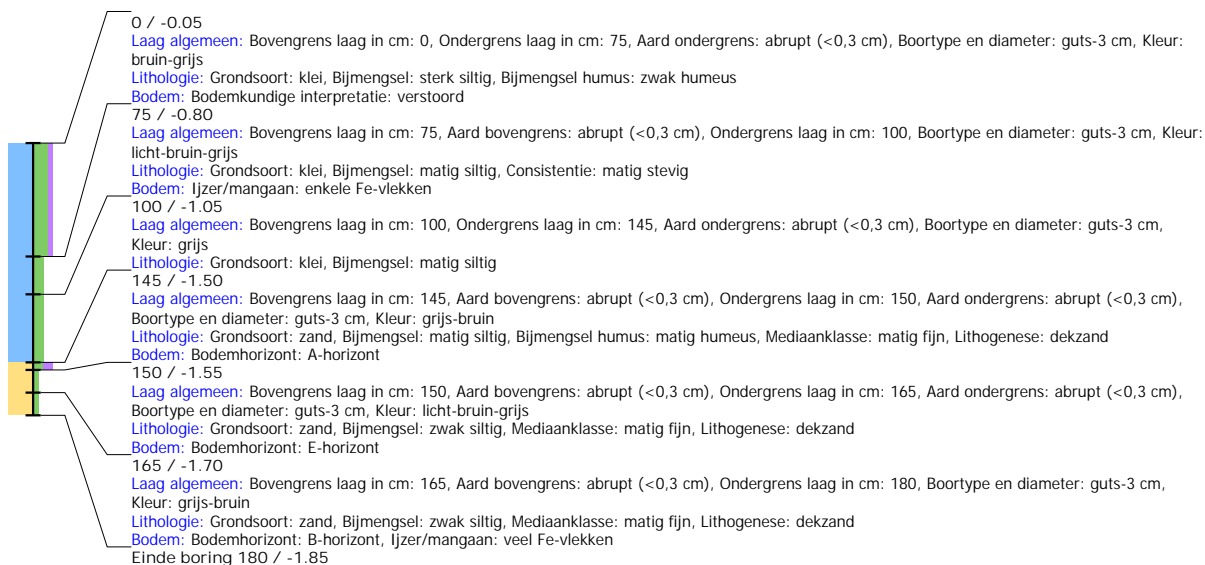 0 / -0.05
Laag algemeen: Bovengrens laag in cm: 0, Ondergrens laag in cm: 75, Aard ondergrens: abrupt (<0,3 cm), Boortype en diameter: guts-3 cm, Kleur:
bruin-grijs
Lithologie: Grondsoort: klei, Bijmengsel: sterk siltig, Bijmengsel humus: zwak humeus
Bodem: Bodemkundige interpretatie: verstoord
75 / -0.80
Laag algemeen: Bovengrens laag in cm: 75, Aard bovengrens: abrupt (<0,3 cm), Ondergrens laag in cm: 100, Boortype en diameter: guts-3 cm, Kleur:
licht-bruin-grijs
Lithologie: Grondsoort: klei, Bijmengsel: matig siltig, Consistentie: matig stevig
Bodem: Ijzer/mangaan: enkele Fe-vlekken
100 / -1.05
Laag algemeen: Bovengrens laag in cm: 100, Ondergrens laag in cm: 145, Aard ondergrens: abrupt (<0,3 cm), Boortype en diameter: guts-3 cm,
Kleur: grijs
Lithologie: Grondsoort: klei, Bijmengsel: matig siltig
145 / -1.50
Laag algemeen: Bovengrens laag in cm: 145, Aard bovengrens: abrupt (<0,3 cm), Ondergrens laag in cm: 150, Aard ondergrens: abrupt (<0,3 cm),
Boortype en diameter: guts-3 cm, Kleur: grijs-bruin
Lithologie: Grondsoort: zand, Bijmengsel: matig siltig, Bijmengsel humus: matig humeus, Mediaanklasse: matig fijn, Lithogenese: dekzand
Bodem: Bodemhorizont: A-horizont
150 / -1.55
Laag algemeen: Bovengrens laag in cm: 150, Aard bovengrens: abrupt (<0,3 cm), Ondergrens laag in cm: 165, Aard ondergrens: abrupt (<0,3 cm),
Boortype en diameter: guts-3 cm, Kleur: licht-bruin-grijs
Lithologie: Grondsoort: zand, Bijmengsel: zwak siltig, Mediaanklasse: matig fijn, Lithogenese: dekzand
Bodem: Bodemhorizont: E-horizont
165 / -1.70
Laag algemeen: Bovengrens laag in cm: 165, Aard bovengrens: abrupt (<0,3 cm), Ondergrens laag in cm: 180, Boortype en diameter: guts-3 cm,
Kleur: grijs-bruin
Lithologie: Grondsoort: zand, Bijmengsel: zwak siltig, Mediaanklasse: matig fijn, Lithogenese: dekzand
Bodem: Bodemhorizont: B-horizont, Ijzer/mangaan: veel Fe-vlekken
Einde boring 180 / -1.85